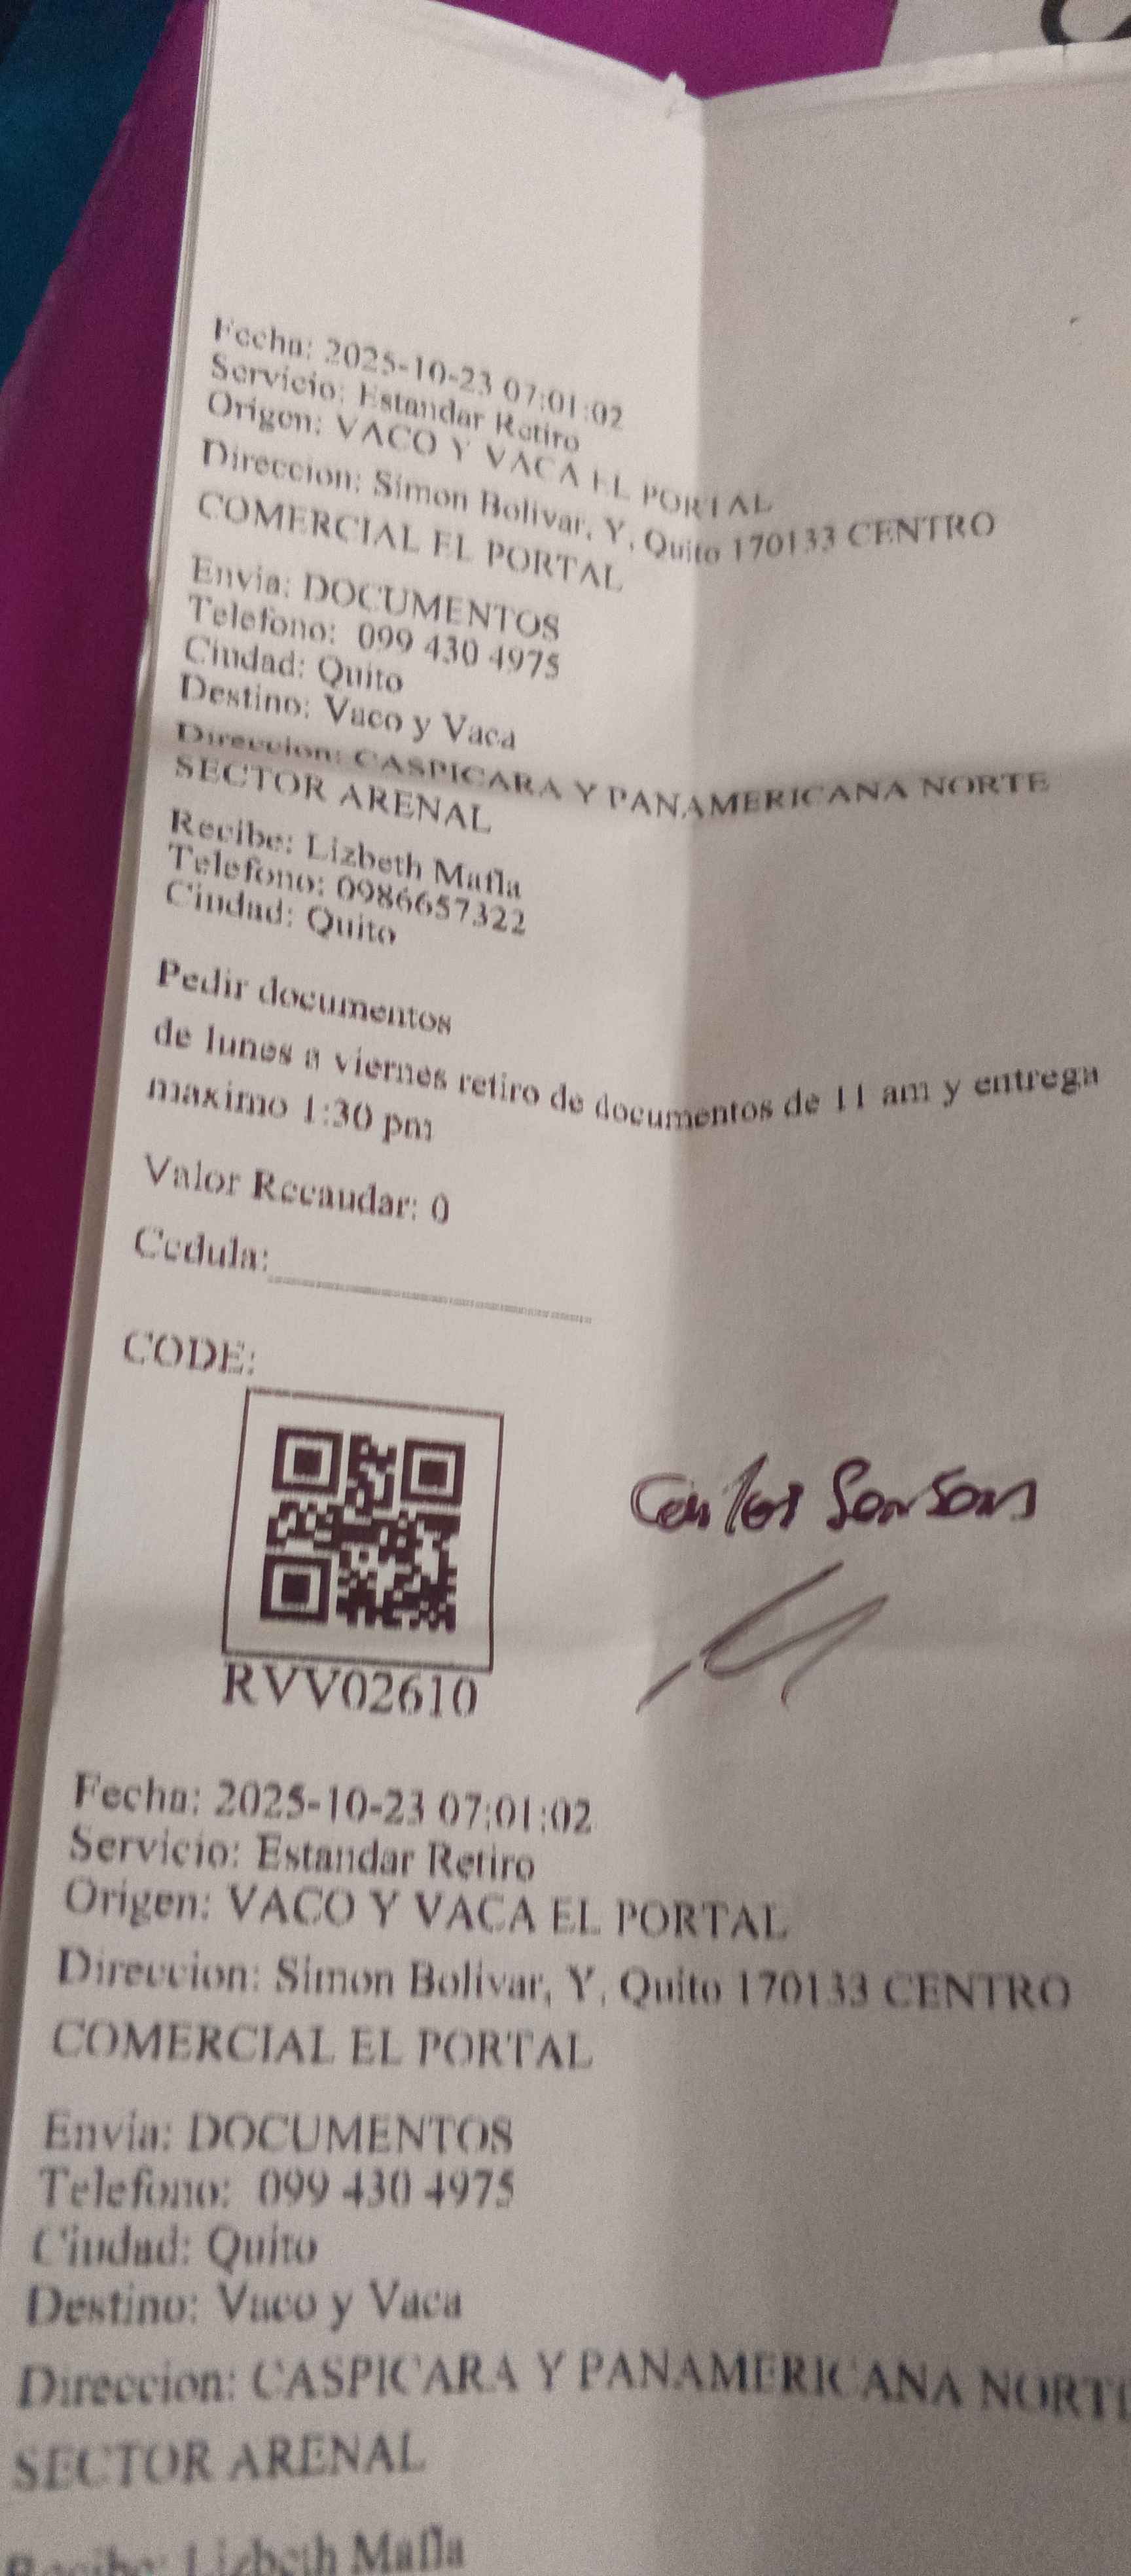 Fecha: 2025-10-23 07:01:02
Servicio: Estandar Retiro
Origen: VACO Y VACA EL PORTAL
Direccion: Simon Bolivar, Y, Quito 170133 CENTRO
COMERCIAL EL PORTAL
Envia: DOCUMENTOS
Telefono: 099 430 4975
Ciudad: Quito
Destino: Vaco y Vaca
Direccion: CASPICARA Y PANAMERICANA NORTE
SECTOR ARENAL
Recibe: Lizbeth Mafla
Telefono: 0986657322
Ciudad: Quito
Pedir documentos
de lunes a viernes retiro de documentos de 11 am y entrega
maximo 1:30 pm
Valor Recaudar: 0
Cedula:
CODE:
Carlos
RVV02610
Fecha: 2025-10-23 07:01:02
Servicio: Estandar Retiro
Origen: VACO Y VACA EL PORTAL
Direccion: Simon Bolivar, Y, Quito 170133 CENTRO
COMERCIAL EL PORTAL
Envia: DOCUMENTOS
Telefono: 099 430 4975
Ciudad: Quito
Destino: Vaco y Vaca
Direccion: CASPICARA Y PANAMERICANA NORTE
SECTOR ARENAL
Recibe: Lizbeth Mafla